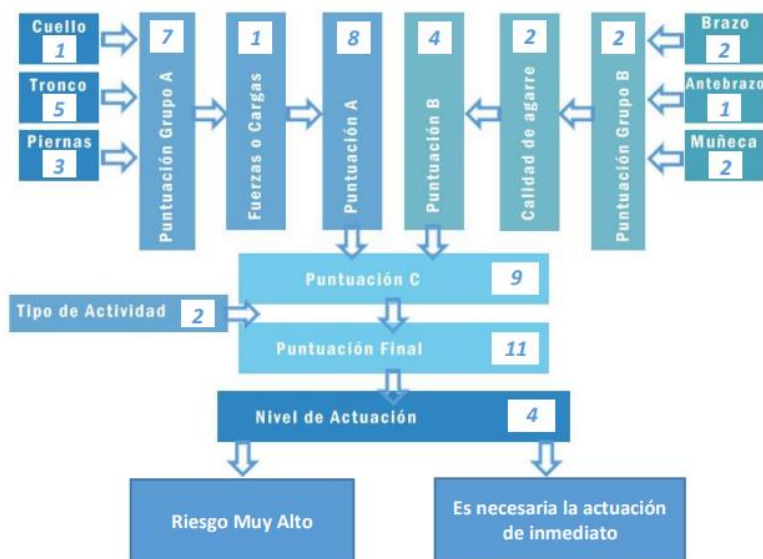 Cuello
1
Tronco
5
Piernas
3
7
Puntuación Grupo A
1
Fuerzas o Cargas
8
Puntuación A
4
Puntuación B
2
Calidad de agarre
2
Puntuación Grupo B
Brazo
2
Antebrazo
1
Muñeca
2
Puntuación C
9
Tipo de Actividad
2
Puntuación Final
11
Nivel de Actuación
4
Riesgo Muy Alto
Es necesaria la actuación
de inmediato